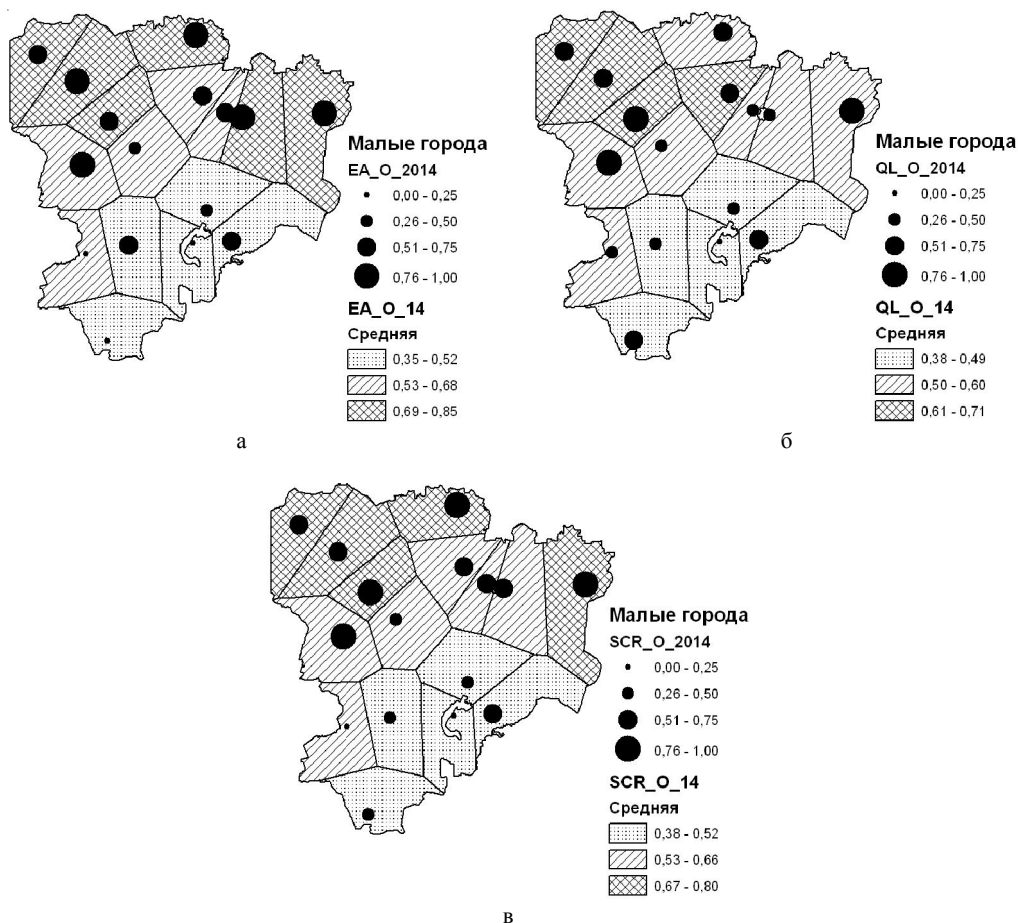 Малые города
EA_O_2014
0,00 - 0,25
0,26 - 0,50
0,51 - 0,75
0,76 - 1,00
EA_O_14
Средняя
0,35 - 0,52
0,53 - 0,68
0,69 - 0,85
а
Малые города
QL_O_2014
0,00 - 0,25
0,26 - 0,50
0,51 - 0,75
0,76 - 1,00
QL_O_14
Средняя
0,38 - 0,49
0,50 - 0,60
0,61 - 0,71
б
Малые города
SCR_O_2014
0,00 - 0,25
0,26 - 0,50
0,51 - 0,75
0,76 - 1,00
SCR_O_14
Средняя
0,38 - 0,52
0,53 - 0,66
0,67 - 0,80
в